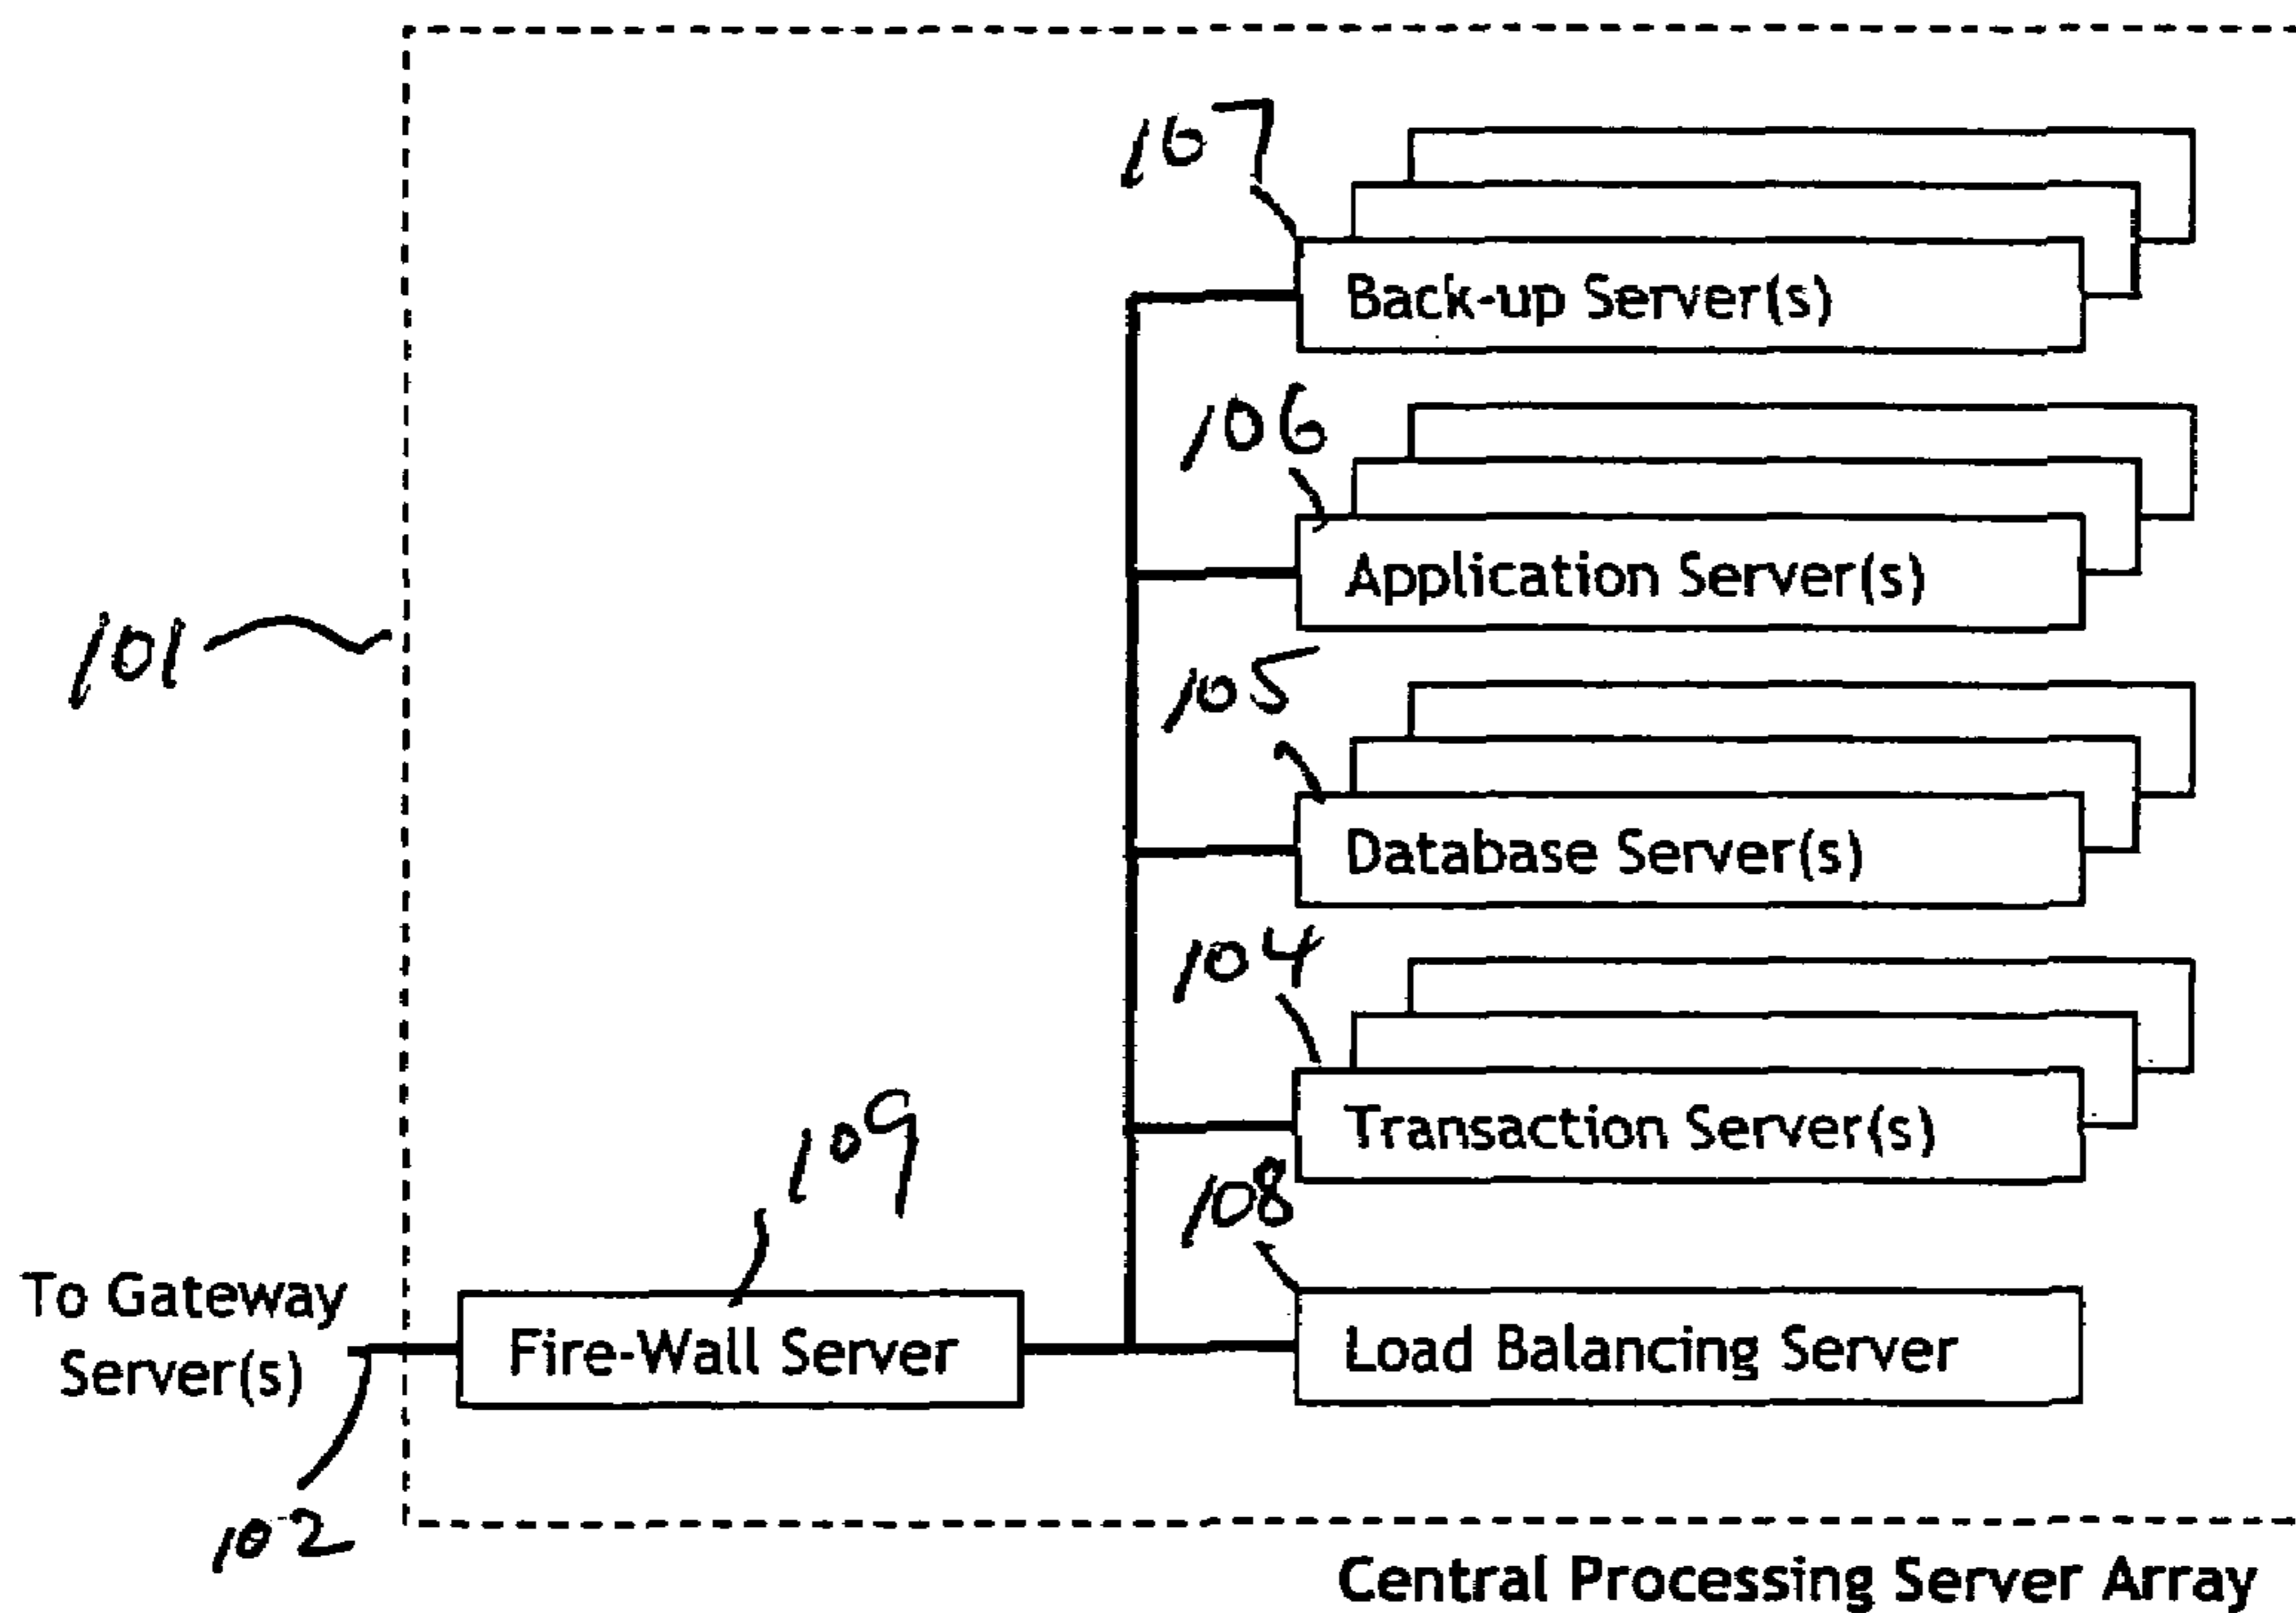 107
Back-up Server(s)
106
Application Server(s)
101
105
Database Server(s)
104
Transaction Server(s)
109
108
To Gateway
Server(s)
Fire-Wall Server
Load Balancing Server
102
Central Processing Server Array